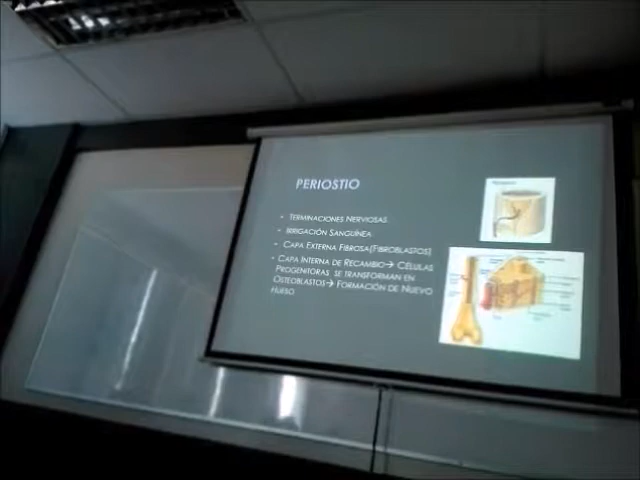 PERIOSTIO
- TERMINACIONES NERVIOSAS
- IRRIGACIÓN SANGUÍNEA
- CAPA EXTERNA FIBROSA(FIBROBLASTOS)
- CAPA INTERNA DE RECAMBIO→ CÉLULAS
PROGENITORAS SE TRANSFORMAN EN
OSTEOBLASTOS→ FORMACIÓN DE NUEVO
HUESO